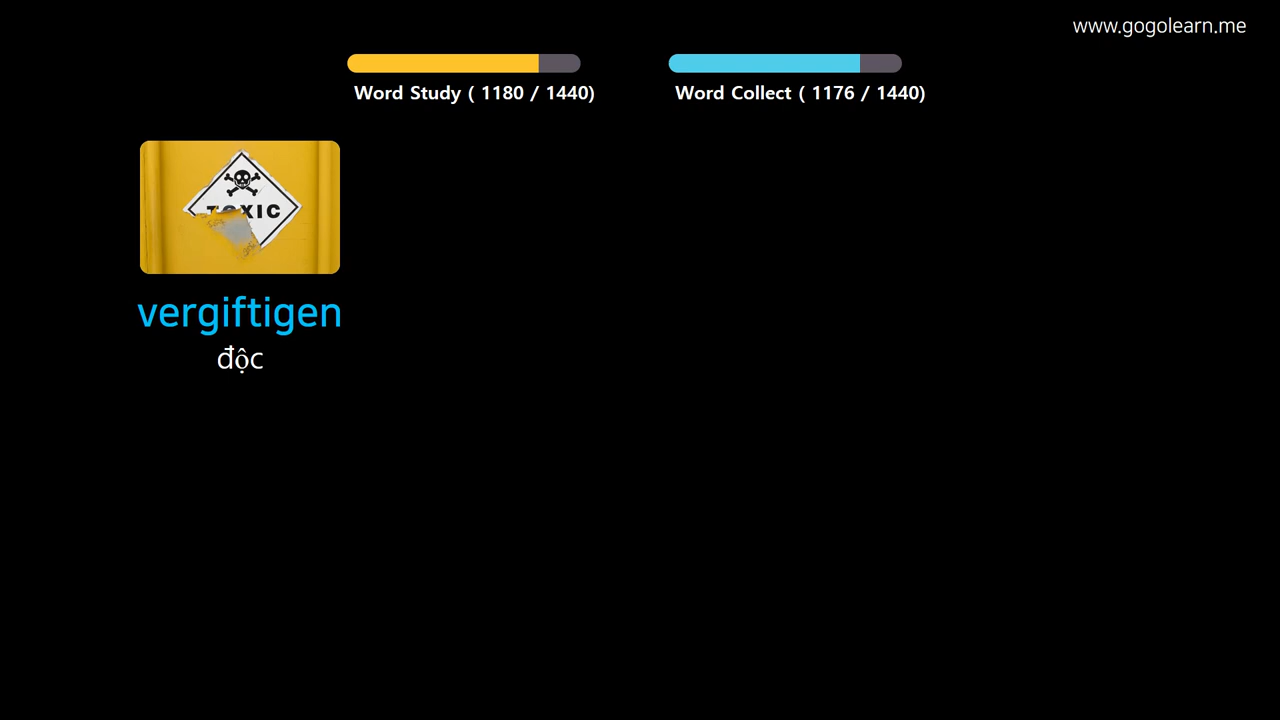 www.gogolearn.me
Word Study ( 1180 / 1440)
Word Collect ( 1176 / 1440)
TOXIC
vergiftigen
độc